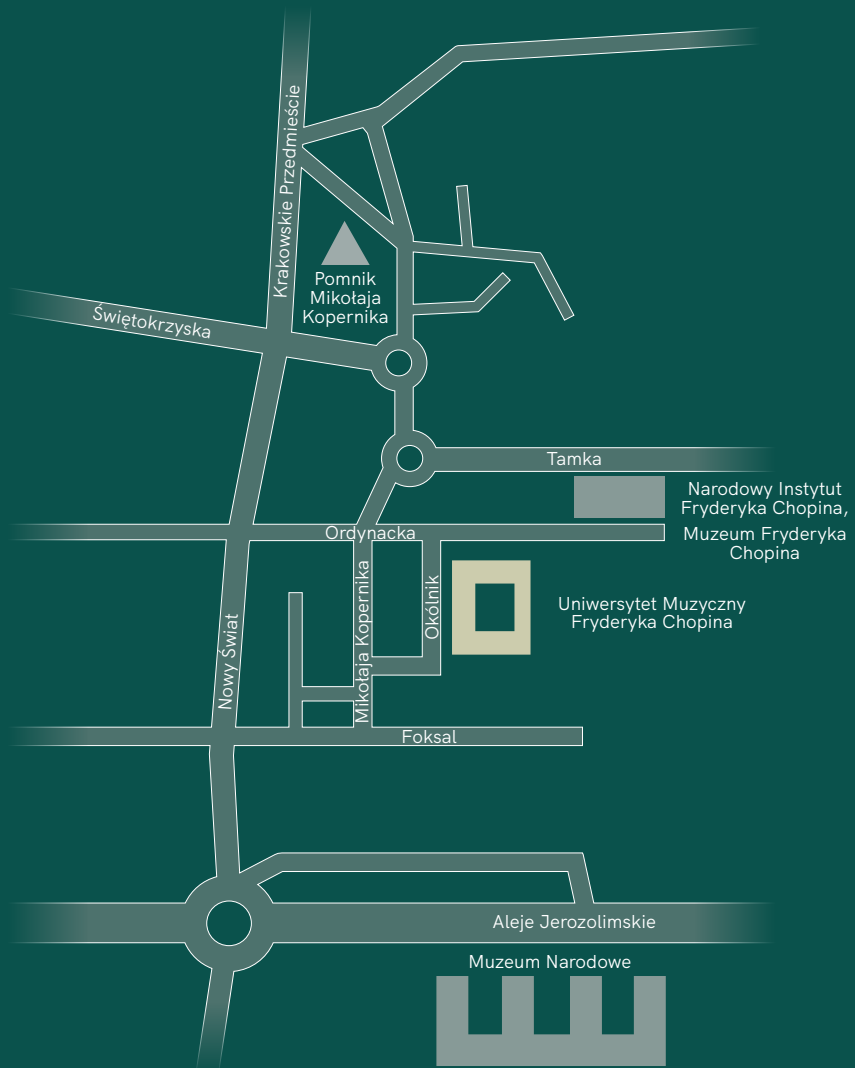 Krakowskie Przedmieście
Pomnik
Mikołaja
Kopernika
Świętokrzyska
Tamka
Narodowy Instytut
Fryderyka Chopina,
Muzeum Fryderyka
Chopina
Ordynacka
Mikołaja Kopernika
Okólnik
Uniwersytet Muzyczny
Fryderyka Chopina
Nowy Świat
Foksal
Aleje Jerozolimskie
Muzeum Narodowe